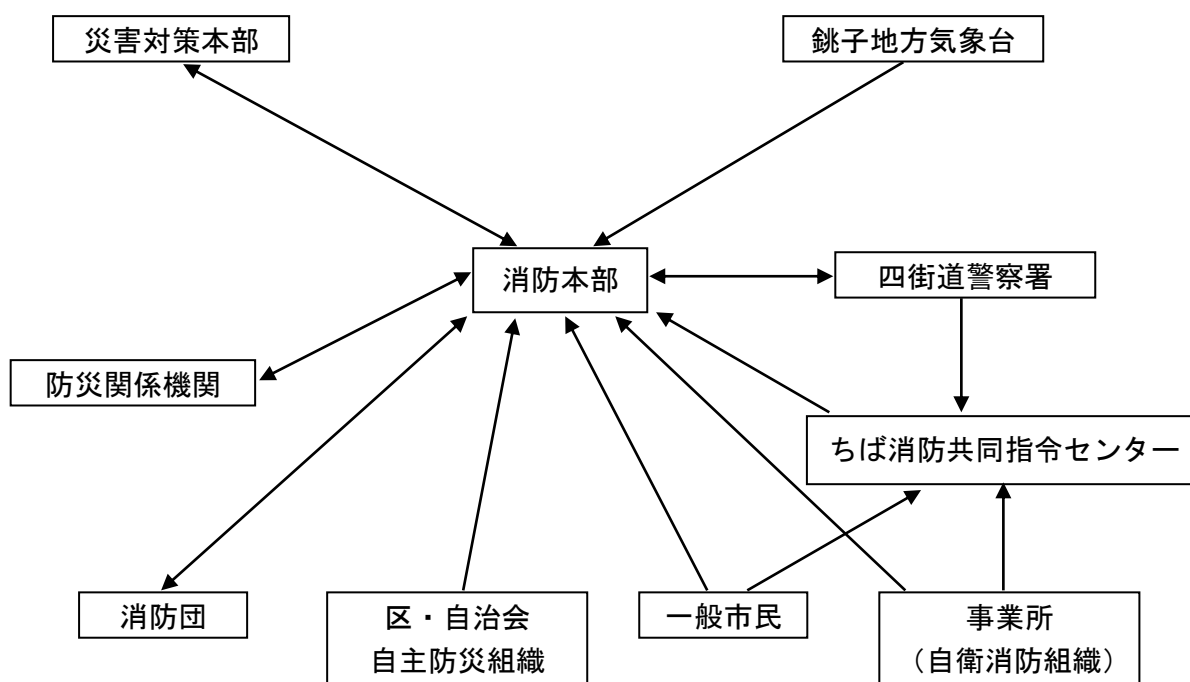 災害対策本部
銚子地方気象台
消防本部
四街道警察署
防災関係機関
ちば消防共同指令センター
消防団
区・自治会
自主防災組織
一般市民
事業所
（自衛消防組織）